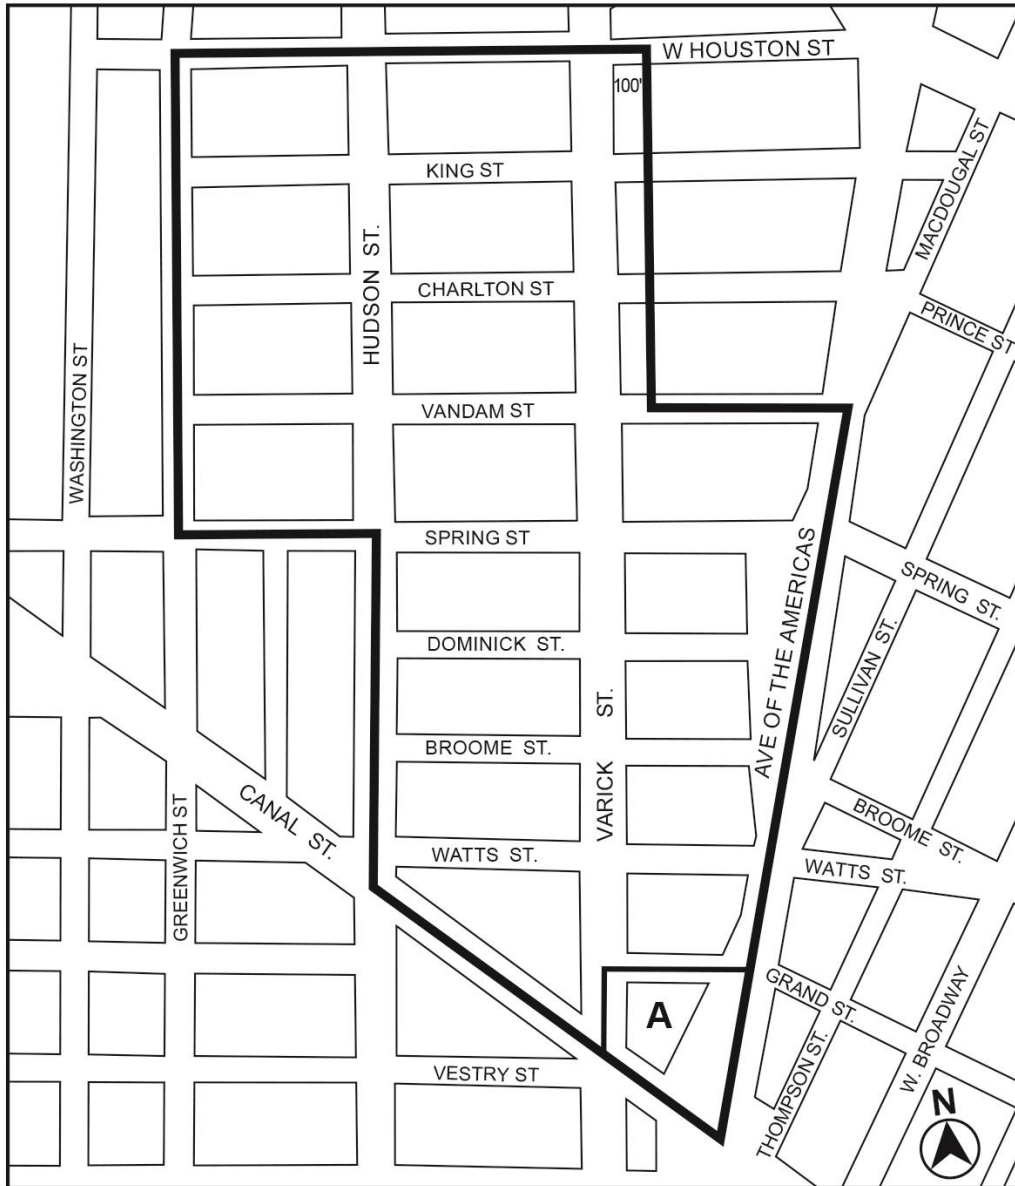 W HOUSTON ST
100'
KING ST
MACDOUGAL ST
HUDSON ST.
CHARLTON ST
PRINCE ST
WASHINGTON ST
VANDAM ST
SPRING ST
AVE OF THE AMERICAS
SPRING ST.
DOMINICK ST.
SULLIVAN ST.
VARICK ST.
BROOME ST.
CANAL ST.
GREENWICH ST
BROOME ST.
WATTS ST.
WATTS ST.
GRAND ST.
A
W. BROADWAY
THOMPSON ST.
VESTRY ST
N